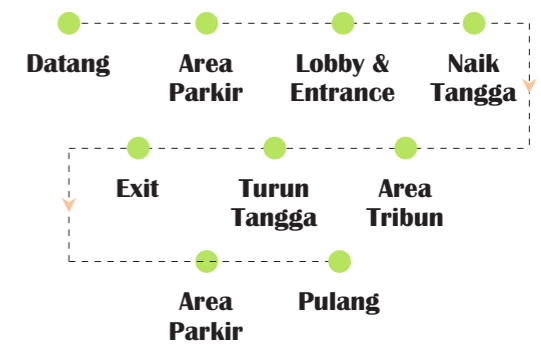 Datang
Area
Parkir
Lobby &
Entrance
Naik
Tangga
Exit
Turun
Tangga
Area
Tribun
Area
Parkir
Pulang